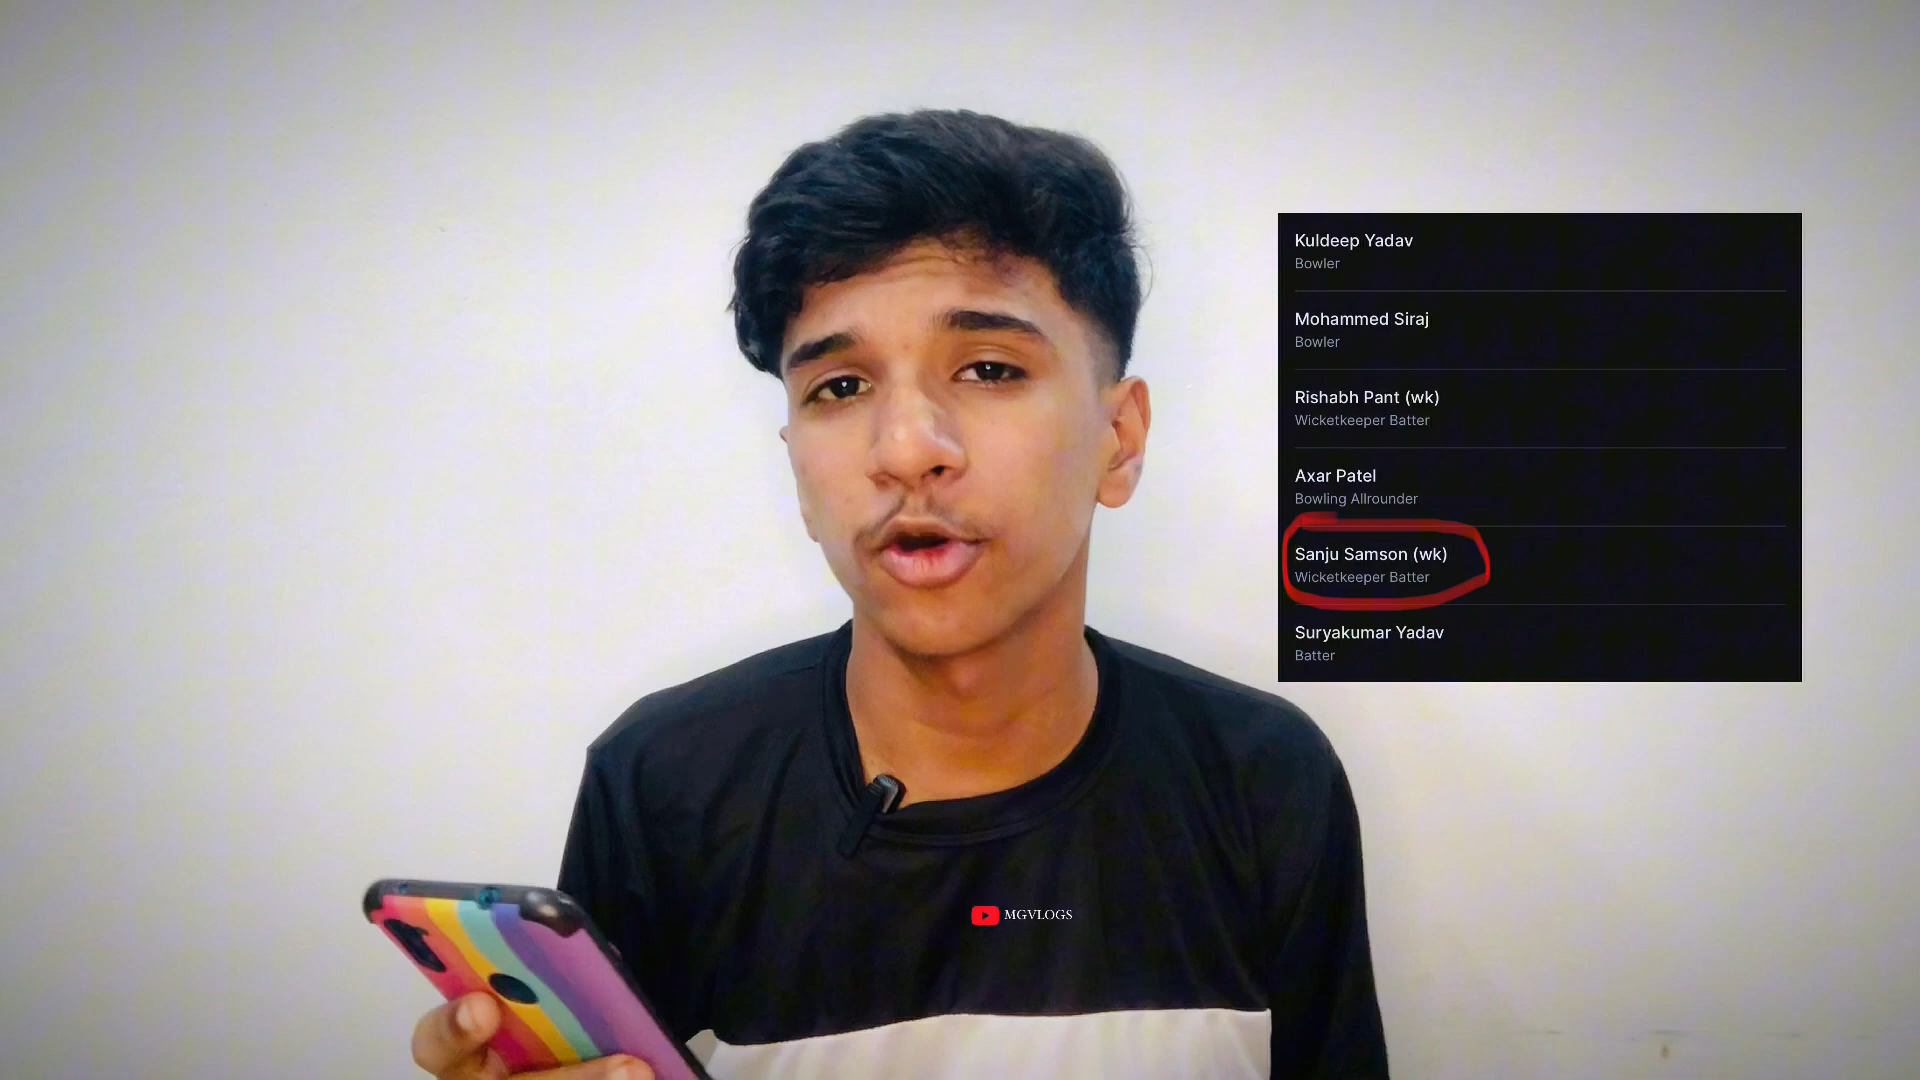 Kuldeep Yadav
Bowler
Mohammed Siraj
Bowler
Rishabh Pant (wk)
Wicketkeeper Batter
Axar Patel
Bowling Allrounder
Sanju Samson (wk)
Wicketkeeper Batter
Suryakumar Yadav
Batter
MGVLOGS